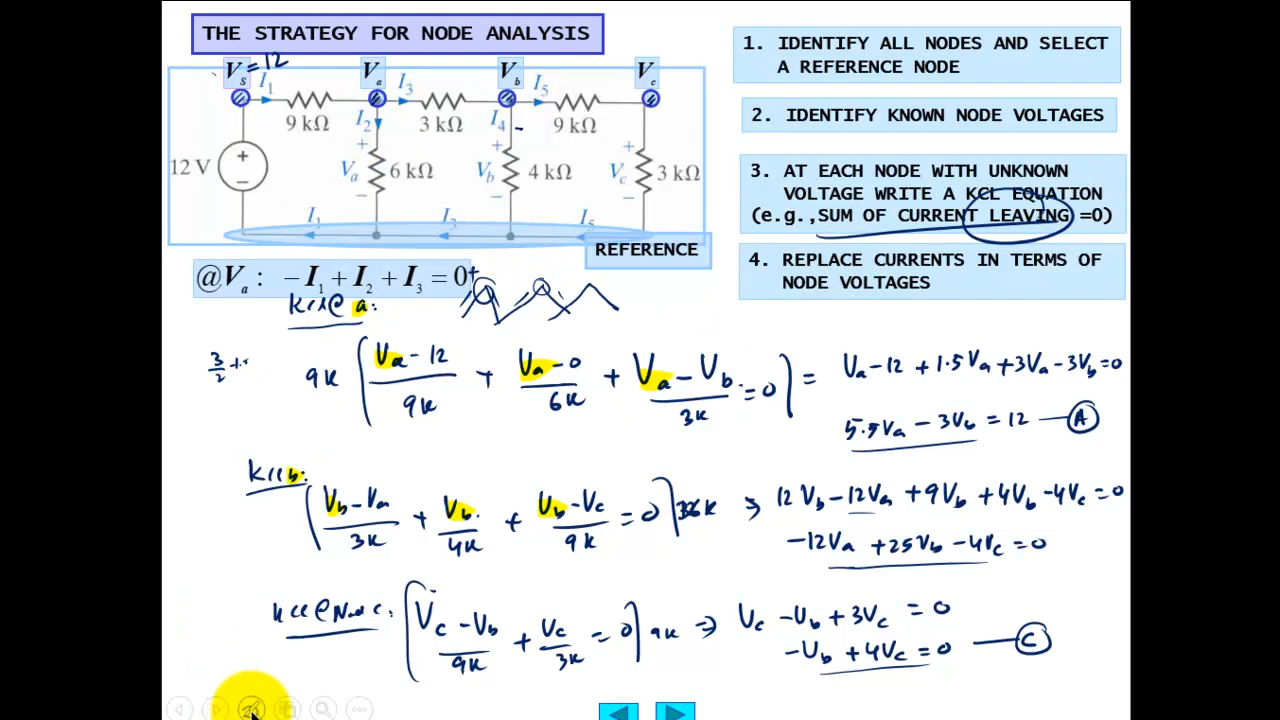 THE STRATEGY FOR NODE ANALYSIS
Vs = 12
Va
Vb
Vc
I1
I3
I5
9 kΩ
I2
3 kΩ
I4
9 kΩ
12 V
+
−
+
Va
−
6 kΩ
+
Vb
−
4 kΩ
+
Vc
−
3 kΩ
I1
I3
I5
REFERENCE
1. IDENTIFY ALL NODES AND SELECT
A REFERENCE NODE
2. IDENTIFY KNOWN NODE VOLTAGES
3. AT EACH NODE WITH UNKNOWN
VOLTAGE WRITE A KCL EQUATION
(e.g.,SUM OF CURRENT LEAVING =0)
4. REPLACE CURRENTS IN TERMS OF
NODE VOLTAGES
@Va: −I1 + I2 + I3 = 0
KCL@ a:
9K ( (Va − 12)/9K + (Va − 0)/6K + (Va − Vb)/3K = 0 ) = Va − 12 + 1.5Va + 3Va − 3Vb = 0
5.5Va − 3Vb = 12 — (A)
KCL b:
( (Vb − Va)/3K + Vb/4K + (Vb − Vc)/9K = 0 ) 36K ⇒ 12Vb − 12Va + 9Vb + 4Vb − 4Vc = 0
−12Va + 25Vb − 4Vc = 0
KCL@Node C:
( (Vc − Vb)/9K + Vc/3K = 0 ) 9K ⇒ Vc − Vb + 3Vc = 0
−Vb + 4Vc = 0 — (C)